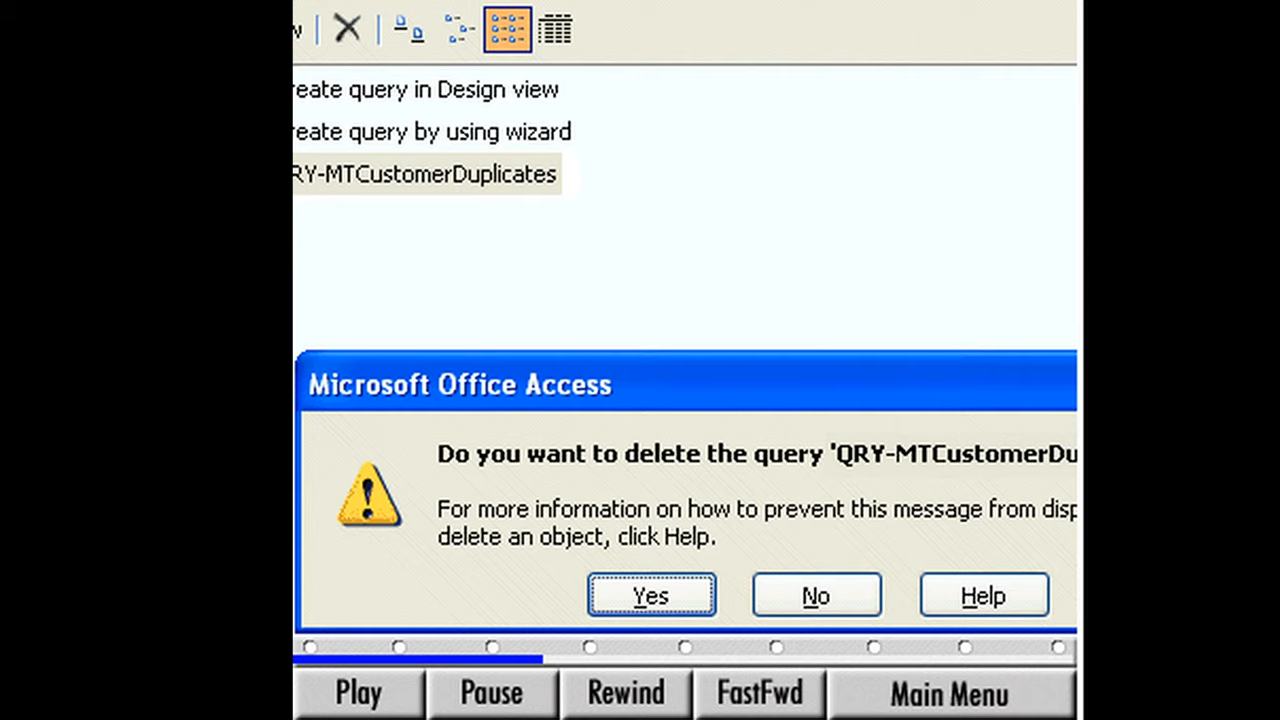 reate query in Design view
reate query by using wizard
RY-MTCustomerDuplicates
Microsoft Office Access
Do you want to delete the query 'QRY-MTCustomerDu
For more information on how to prevent this message from disp
delete an object, click Help.
Yes No Help
Play Pause Rewind FastFwd Main Menu